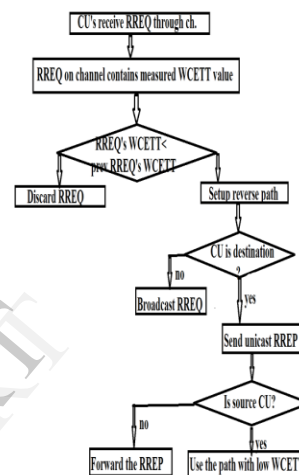 CU's receive RREQ through ch.
RREQ on channel contains measured WCETT value
RREQ's WCETT<
prev RREQ's WCETT
Discard RREQ
Setup reverse path
CU is destination
?
no
Broadcast RREQ
yes
Send unicast RREP
Is source CU?
no
yes
Forward the RREP
Use the path with low WCETT